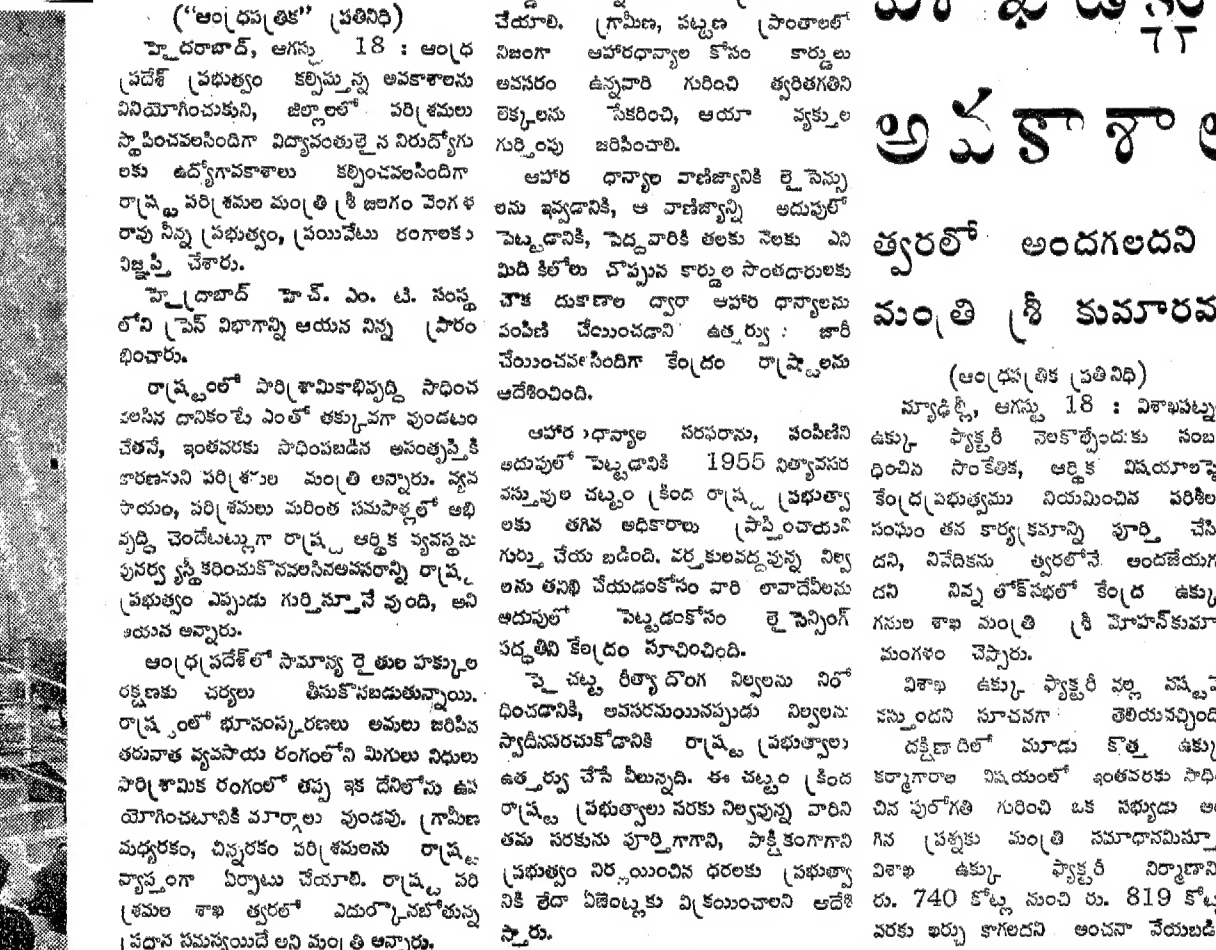 ("ఆంధ్రపత్రిక" ప్రతినిధి)
హైదరాబాద్, ఆగస్టు 18 : ఆంధ్ర
ప్రదేశ్ ప్రభుత్వం కల్పిస్తున్న అవకాశాలను
వినియోగించుకుని, జిల్లాలలో పరిశ్రమలు
స్థాపించవలసిందిగా విద్యావంతులైన నిరుద్యోగు
లకు ఉద్యోగావకాశాలు కల్పించవలసిందిగా
రాష్ట్ర పరిశ్రమల మంత్రి శ్రీ జలగం వెంగళ
రావు నిన్న ప్రభుత్వం, ప్రయివేటు రంగాలకు
విజ్ఞప్తి చేశారు.
హైద్రాబాద్ హెచ్. ఎం. టి. సంస్థ
లోని ప్రెస్ విభాగాన్ని ఆయన నిన్న ప్రారం
భించారు.
రాష్ట్రంలో పారిశ్రామికాభివృద్ధి సాధించ
వలసిన దానికంటే ఎంతో తక్కువగా వుండటం
చేతనే, ఇంతవరకు సాధింపబడిన అసంతృప్తికి
కారణమని పరిశ్రమల మంత్రి అన్నారు. వ్యవ
సాయం, పరిశ్రమలు మరింత సమపాళ్లలో అభి
వృద్ధి చెందేటట్లుగా రాష్ట్ర ఆర్థిక వ్యవస్థను
పునర్వ్యస్థీకరించుకొనవలసినఅవసరాన్ని రాష్ట్ర
ప్రభుత్వం ఎప్పుడు గుర్తిస్తూనే వుంది, అని
ఆయన అన్నారు.
ఆంధ్రప్రదేశ్‌లో సామాన్య రైతుల హక్కుల
రక్షణకు చర్యలు తీసుకొనబడుతున్నాయి.
రాష్ట్రంలో భూసంస్కరణలు అమలు జరిపిన
తరువాత వ్యవసాయ రంగంలోని మిగులు నిధులు
పారిశ్రామిక రంగంలో తప్ప ఇక దేనిలోను ఉప
యోగించటానికి మార్గాలు వుండవు. గ్రామీణ
మధ్యరకం, చిన్నరకం పరిశ్రమలను రాష్ట్ర
వ్యాప్తంగా ఏర్పాటు చేయాలి. రాష్ట్ర పరి
శ్రమల శాఖ త్వరలో ఎదుర్కొనబోతున్న
ప్రధాన సమస్యయిదే అని మంత్రి అన్నారు.
చేయాలి. గ్రామీణ, పట్టణ ప్రాంతాలలో
నిజంగా ఆహారధాన్యాల కోసం కార్డులు
అవసరం ఉన్నవారి గురించి త్వరితగతిని
లెక్కలను సేకరించి, ఆయా వ్యక్తుల
గుర్తింపు జరిపించాలి.
ఆహార ధాన్యాల వాణిజ్యానికి లైసెన్సు
లను ఇవ్వడానికి, ఆ వాణిజ్యాన్ని అదుపులో
పెట్టడానికి, పెద్దవారికి తలకు నెలకు ఎని
మిది కిలోలు చొప్పున కార్డుల సొంతదారులకు
చౌక దుకాణాల ద్వారా ఆహార ధాన్యాలను
పంపిణి చేయించడాని ఉత్తర్వు : జారీ
చేయించవలసిందిగా కేంద్రం రాష్ట్రాలను
ఆదేశించింది.
ఆహార ధాన్యాల సరఫరాను, పంపిణిని
అదుపులో పెట్టడానికి 1955 నిత్యావసర
వస్తువుల చట్టం క్రింద రాష్ట్ర ప్రభుత్వా
లకు తగిన అధికారాలు ప్రాప్తించాయని
గుర్తు చేయ బడింది. వర్తకులవద్దవున్న నిల్వ
లను తనిఖి చేయడంకోసం వారి లావాదేవీలను
అదుపులో పెట్టడంకోసం లైసెన్సింగ్
పద్ధతిని కేంద్రం సూచించింది.
పై చట్ట రీత్యా దొంగ నిల్వలను నిరో
ధించడానికి, అవసరమయినప్పుడు నిల్వలను
స్వాధీనపరచుకోడానికి రాష్ట్ర ప్రభుత్వాలు
ఉత్తర్వు చేసే వీలున్నది. ఈ చట్టం క్రింద
రాష్ట్ర ప్రభుత్వాలు సరకు నిల్వవున్న వారిని
తమ సరకును పూర్తిగాగాని, పాక్షికంగాగాని
ప్రభుత్వం నిర్ణయించిన ధరలకు ప్రభుత్వా
నికి లేదా ఏజెంట్లకు విక్రయించాలని ఆదేశి
స్తారు.
అవకాశాల
త్వరలో అందగలదని
మంత్రి శ్రీ కుమారమ
(ఆంధ్రపత్రిక ప్రతినిధి)
న్యూఢిల్లీ, ఆగస్టు 18 : విశాఖపట్నం
ఉక్కు ఫ్యాక్టరీ నెలకొల్పేందుకు సంబ
ధించిన సాంకేతిక, ఆర్థిక విషయాలపై
కేంద్రప్రభుత్వము నియమించిన పరిశీల
సంఘం తన కార్యక్రమాన్ని పూర్తి చేసి
దని, నివేదికను త్వరలోనే అందజేయగ
దని నిన్న లోక్‌సభలో కేంద్ర ఉక్కు
గనుల శాఖ మంత్రి శ్రీ మోహన్‌కుమా
మంగళం చెప్పారు.
విశాఖ ఉక్కు ఫ్యాక్టరీ వల్ల నష్ట
వస్తుందని సూచనగా తెలియవచ్చింది
దక్షిణాదిలో మూడు కొత్త ఉక్కు
కర్మాగారాల విషయంలో ఇంతవరకు సాధిం
చిన పురోగతి గురించి ఒక సభ్యుడు అ
గిన ప్రశ్నకు మంత్రి సమాధానమిస్తూ
విశాఖ ఉక్కు ఫ్యాక్టరీ నిర్మాణాని
రు. 740 కోట్ల నుంచి రు. 819 కోట్ల
వరకు ఖర్చు కాగలదని అంచనా వేయబడి